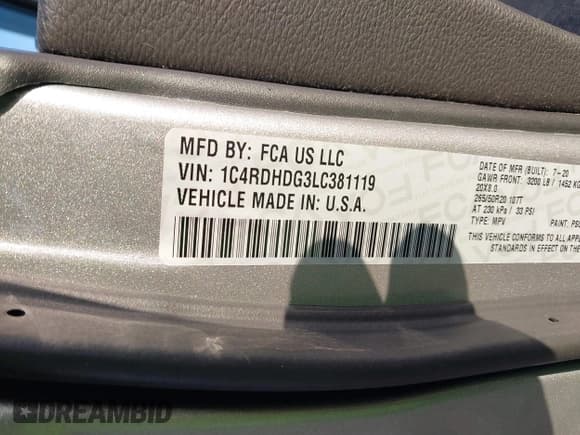 MFD BY: FCA US LLC
VIN: 1C4RDHDG3LC381119
VEHICLE MADE IN: U.S.A.
DATE OF MFR (BUILT): 7-20
GAWR FRONT: 3200 LB / 1452 KG
20X8.0
265/50R20 107T
AT 230 kPa / 33 PSI
TYPE: MPV PAINT: PSC
THIS VEHICLE CONFORMS TO ALL
STANDARDS IN EFFECT ON THE
DREAMBID